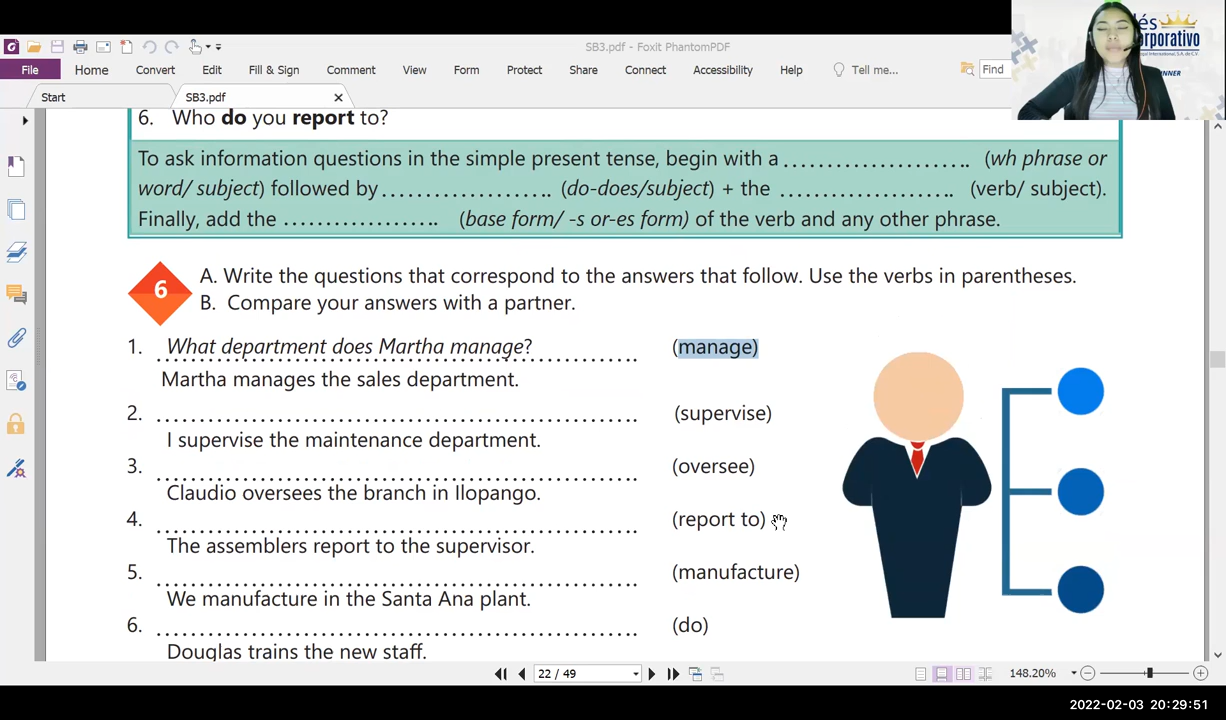 SB3.pdf - Foxit PhantomPDF
File Home Convert Edit Fill & Sign Comment View Form Protect Share Connect Accessibility Help Tell me... Find
Start SB3.pdf
és
orporativo
NNER
6. Who do you report to?
To ask information questions in the simple present tense, begin with a ...................... (wh phrase or
word/ subject) followed by.................... (do-does/subject) + the ..................... (verb/ subject).
Finally, add the ................... (base form/ -s or-es form) of the verb and any other phrase.
6
A. Write the questions that correspond to the answers that follow. Use the verbs in parentheses.
B. Compare your answers with a partner.
1. What department does Martha manage? (manage)
Martha manages the sales department.
2. (supervise)
I supervise the maintenance department.
3. (oversee)
Claudio oversees the branch in Ilopango.
4. (report to)
The assemblers report to the supervisor.
5. (manufacture)
We manufacture in the Santa Ana plant.
6. (do)
Douglas trains the new staff.
22 / 49 148.20%
2022-02-03 20:29:51